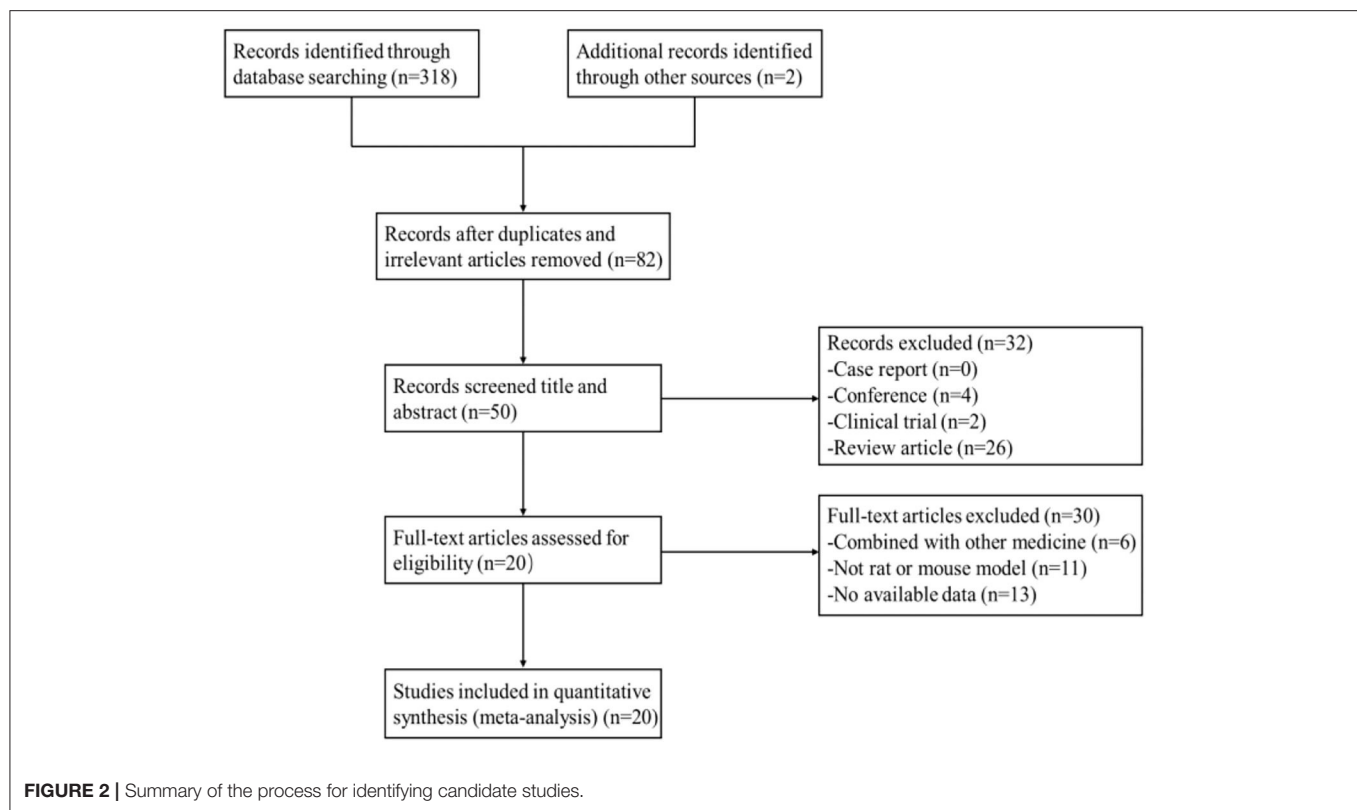 Records identified through
database searching (n=318)
Additional records identified
through other sources (n=2)
Records after duplicates and
irrelevant articles removed (n=82)
Records screened title and
abstract (n=50)
Records excluded (n=32)
-Case report (n=0)
-Conference (n=4)
-Clinical trial (n=2)
-Review article (n=26)
Full-text articles assessed for
eligibility (n=20)
Full-text articles excluded (n=30)
-Combined with other medicine (n=6)
-Not rat or mouse model (n=11)
-No available data (n=13)
Studies included in quantitative
synthesis (meta-analysis) (n=20)
FIGURE 2 | Summary of the process for identifying candidate studies.